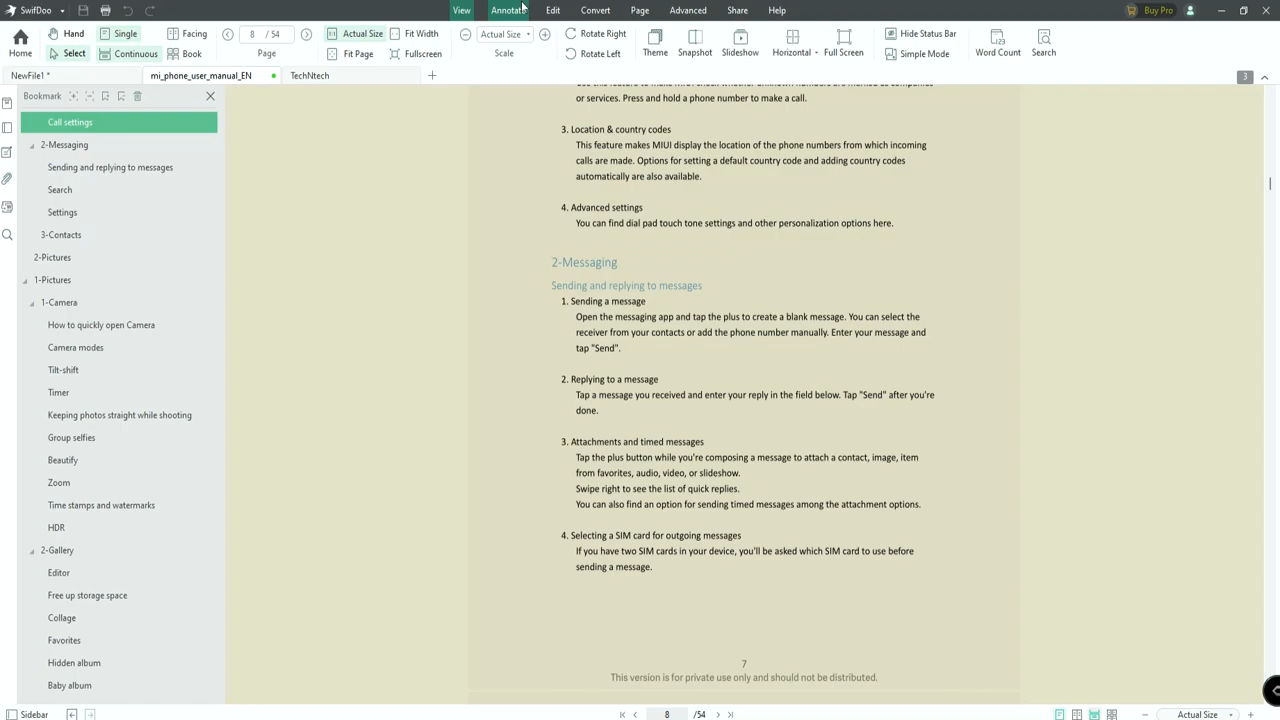 SwifDoo
View
Annotate
Edit
Convert
Page
Advanced
Share
Help
Buy Pro
Home
Hand
Select
Single
Continuous
Facing
Book
8 / 54
Page
Actual Size
Fit Width
Fit Page
Fullscreen
Actual Size
Scale
Rotate Right
Rotate Left
Theme
Snapshot
Slideshow
Horizontal
Full Screen
Hide Status Bar
Simple Mode
Word Count
Search
NewFile1 *
mi_phone_user_manual_EN
TechNtech
3
Bookmark
Call settings
2-Messaging
Sending and replying to messages
Search
Settings
3-Contacts
2-Pictures
1-Pictures
1-Camera
How to quickly open Camera
Camera modes
Tilt-shift
Timer
Keeping photos straight while shooting
Group selfies
Beautify
Zoom
Time stamps and watermarks
HDR
2-Gallery
Editor
Free up storage space
Collage
Favorites
Hidden album
Baby album
or services. Press and hold a phone number to make a call.
3. Location & country codes
This feature makes MIUI display the location of the phone numbers from which incoming
calls are made. Options for setting a default country code and adding country codes
automatically are also available.
4. Advanced settings
You can find dial pad touch tone settings and other personalization options here.
2-Messaging
Sending and replying to messages
1. Sending a message
Open the messaging app and tap the plus to create a blank message. You can select the
receiver from your contacts or add the phone number manually. Enter your message and
tap "Send".
2. Replying to a message
Tap a message you received and enter your reply in the field below. Tap "Send" after you're
done.
3. Attachments and timed messages
Tap the plus button while you're composing a message to attach a contact, image, item
from favorites, audio, video, or slideshow.
Swipe right to see the list of quick replies.
You can also find an option for sending timed messages among the attachment options.
4. Selecting a SIM card for outgoing messages
If you have two SIM cards in your device, you'll be asked which SIM card to use before
sending a message.
7
This version is for private use only and should not be distributed.
Sidebar
8 /54
Actual Size